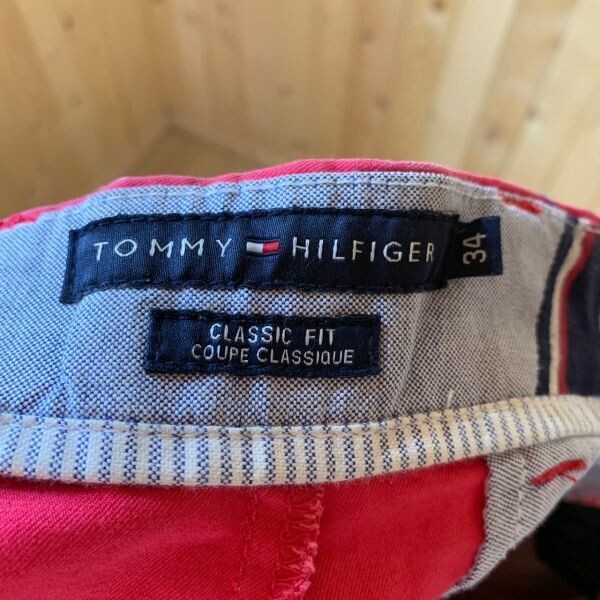 TOMMY HILFIGER
34
CLASSIC FIT
COUPE CLASSIQUE